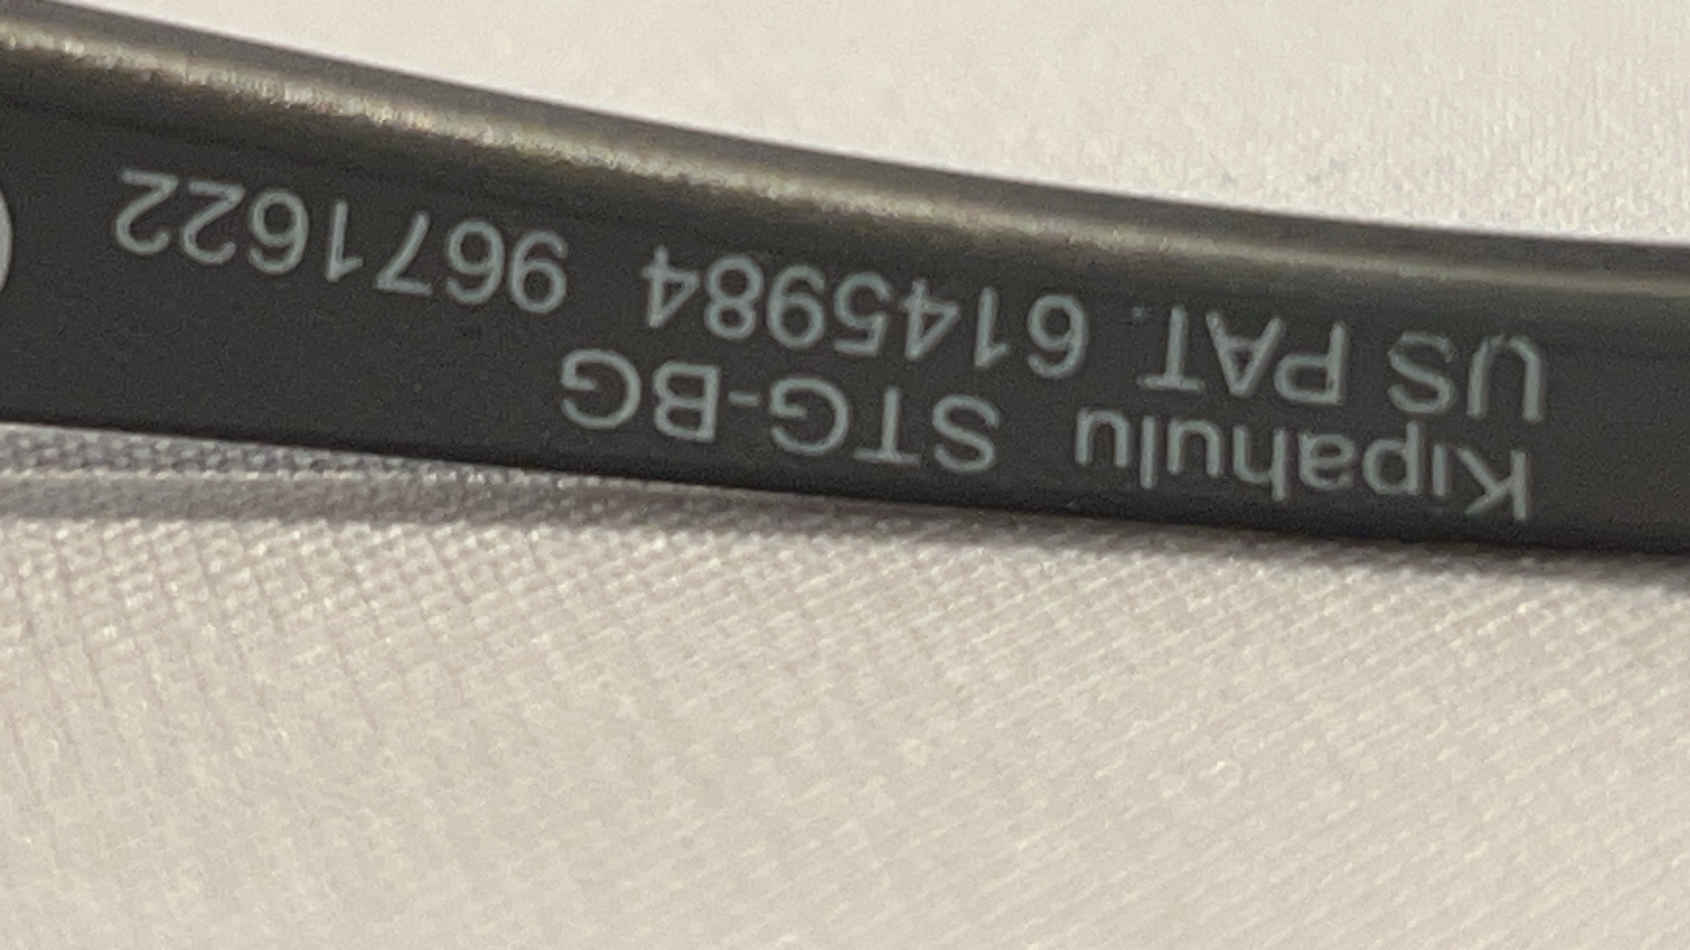 Kipahulu STG-BG
US PAT. 6145984 9671622